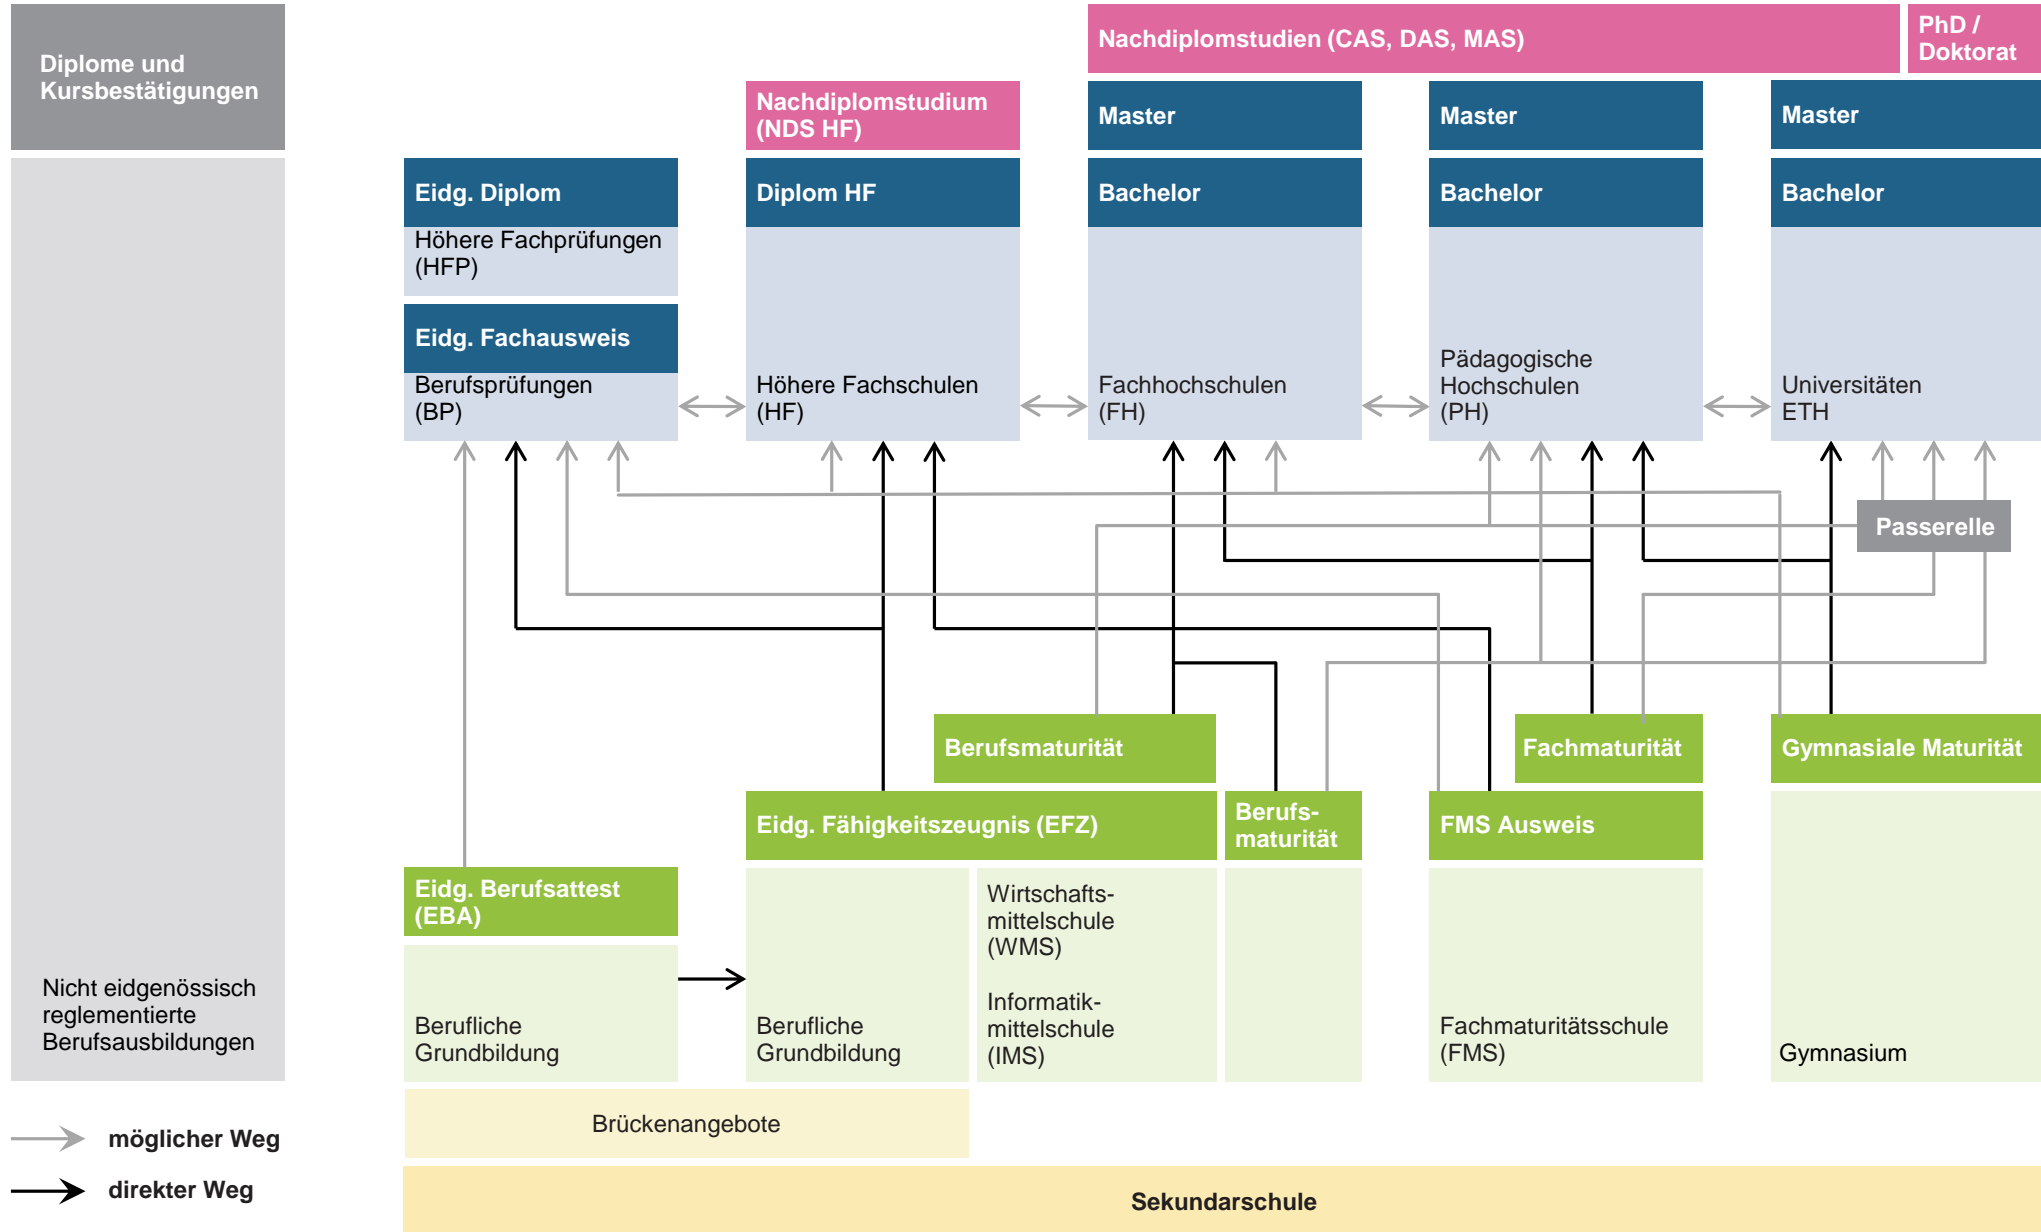 Diplome und
Kursbestätigungen
Nicht eidgenössisch
reglementierte
Berufsausbildungen
Nachdiplomstudien (CAS, DAS, MAS)
PhD /
Doktorat
Nachdiplomstudium
(NDS HF)
Master
Master
Master
Eidg. Diplom
Höhere Fachprüfungen
(HFP)
Eidg. Fachausweis
Berufsprüfungen
(BP)
Diplom HF
Höhere Fachschulen
(HF)
Bachelor
Fachhochschulen
(FH)
Bachelor
Pädagogische
Hochschulen
(PH)
Bachelor
Universitäten
ETH
Passerelle
Berufsmaturität
Fachmaturität
Gymnasiale Maturität
Eidg. Fähigkeitszeugnis (EFZ)
Berufs-
maturität
FMS Ausweis
Eidg. Berufsattest
(EBA)
Berufliche
Grundbildung
Berufliche
Grundbildung
Wirtschafts-
mittelschule
(WMS)
Informatik-
mittelschule
(IMS)
Fachmaturitätsschule
(FMS)
Gymnasium
Brückenangebote
Sekundarschule
möglicher Weg
direkter Weg